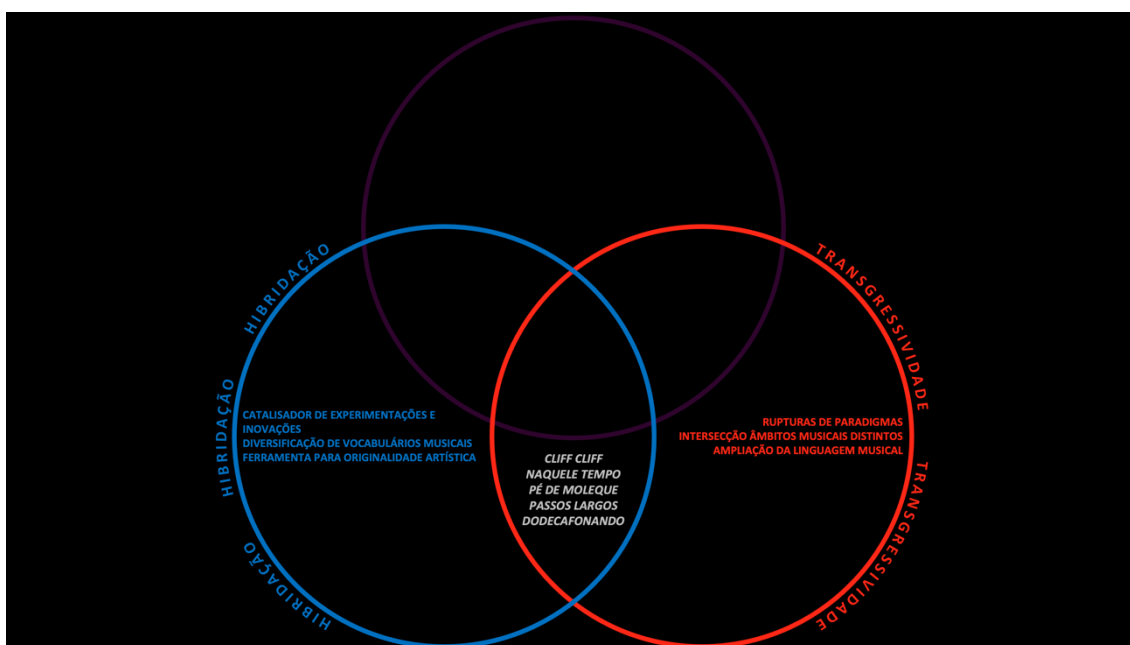 HIBRIDAÇÃO
HIBRIDAÇÃO
HIBRIDAÇÃO
CATALISADOR DE EXPERIMENTAÇÕES E
INOVAÇÕES
DIVERSIFICAÇÃO DE VOCABULÁRIOS MUSICAIS
FERRAMENTA PARA ORIGINALIDADE ARTÍSTICA
CLIFF CLIFF
NAQUELE TEMPO
PÉ DE MOLEQUE
PASSOS LARGOS
DODECAFONANDO
RUPTURAS DE PARADIGMAS
INTERSECÇÃO ÂMBITOS MUSICAIS DISTINTOS
AMPLIAÇÃO DA LINGUAGEM MUSICAL
TRANSGRESSIVIDADE
TRANSGRESSIVIDADE